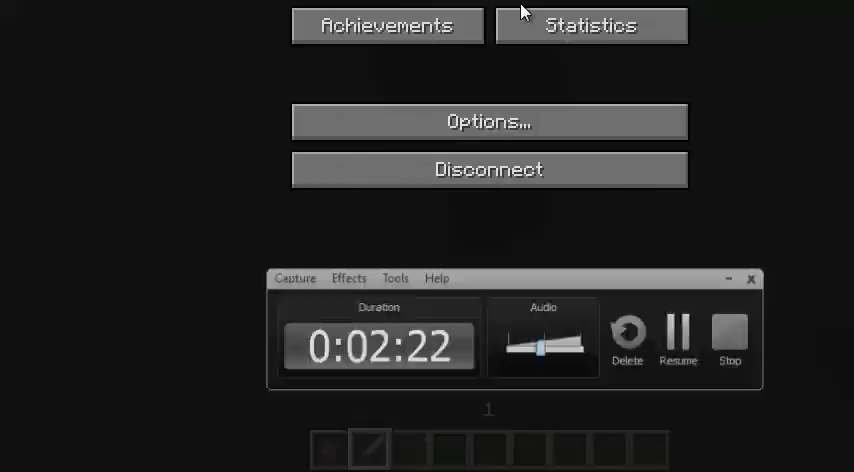 Achievements Statistics
Options...
Disconnect
Capture Effects Tools Help
Duration Audio
0:02:22
Delete Resume Stop
1